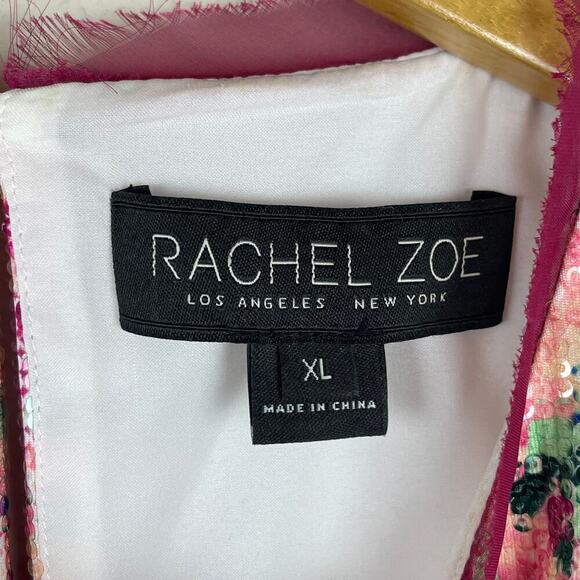 RACHEL ZOE
LOS ANGELES NEW YORK
XL
MADE IN CHINA